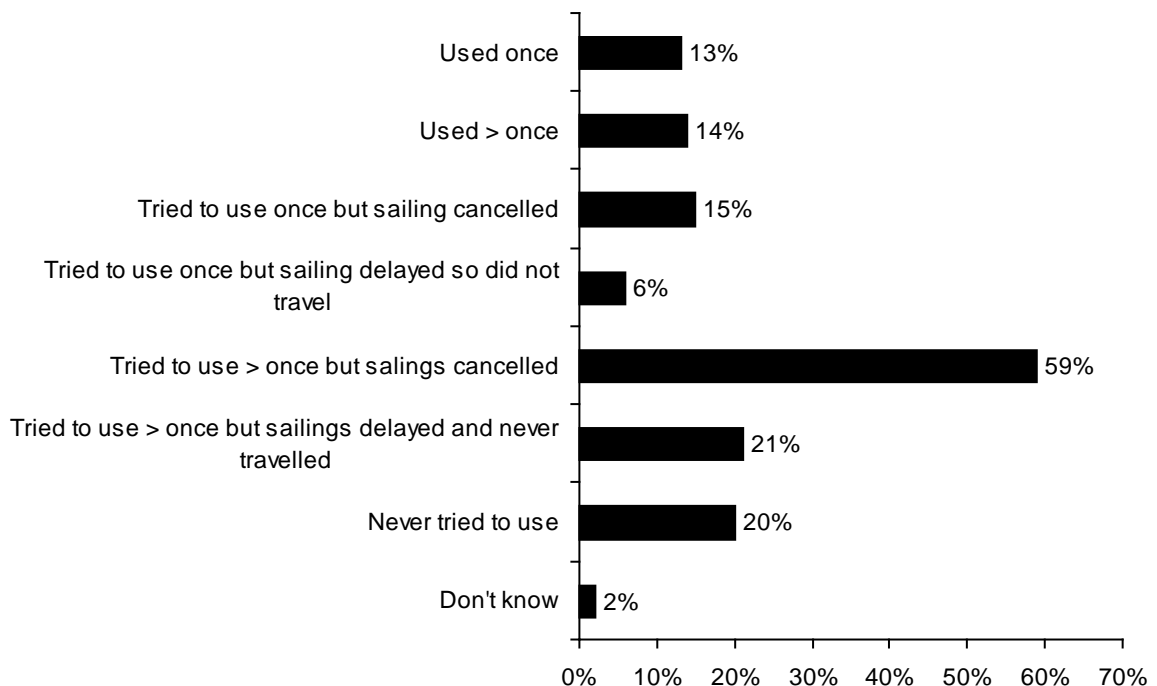 Used once
13%
Used > once
14%
Tried to use once but sailing cancelled
15%
Tried to use once but sailing delayed so did not
travel
6%
Tried to use > once but salings cancelled
59%
Tried to use > once but sailings delayed and never
travelled
21%
Never tried to use
20%
Don't know
2%
0% 10% 20% 30% 40% 50% 60% 70%